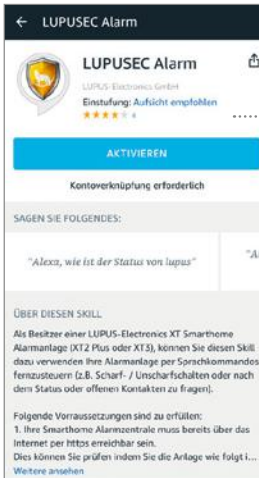 ← LUPUSEC Alarm
LUPUSEC Alarm
LUPUS-Electronics GmbH
Einstufung: Aufsicht empfohlen
AKTIVIEREN
Kontoverknüpfung erforderlich
SAGEN SIE FOLGENDES:
"Alexa, wie ist der Status von lupus"
ÜBER DIESEN SKILL
Als Besitzer einer LUPUS-Electronics XT Smarthome
Alarmanlage (XT2 Plus oder XT3), können Sie diesen Skill
dazu verwenden Ihre Alarmanlage per Sprachkommandos
fernzusteuern (z.B. Scharf- / Unscharfschalten oder nach
dem Status oder offenen Kontakten zu fragen).
Folgende Vorraussetzungen sind zu erfüllen:
1. Ihre Smarthome Alarmzentrale muss bereits über das
Internet per https erreichbar sein.
Dies können Sie prüfen indem Sie die Anlage wie folgt i...
Weitere ansehen